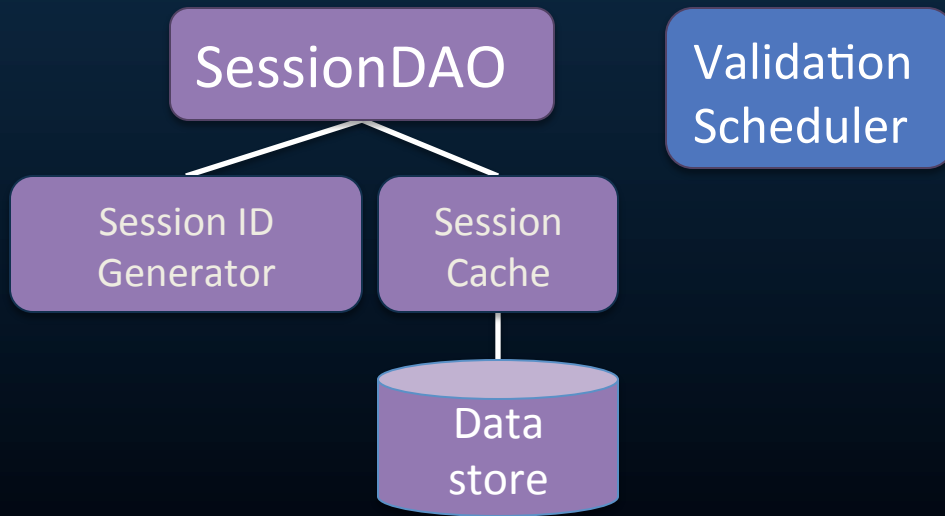 SessionDAO
Validation
Scheduler
Session ID
Generator
Session
Cache
Data
store